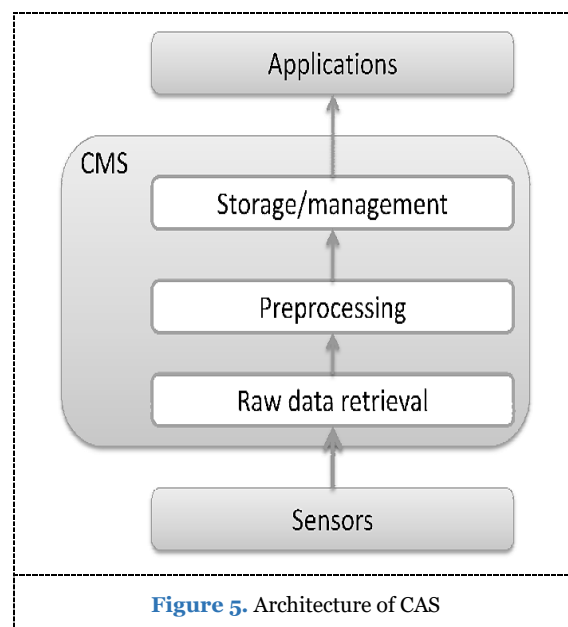 Applications
CMS
Storage/management
Preprocessing
Raw data retrieval
Sensors
Figure 5. Architecture of CAS